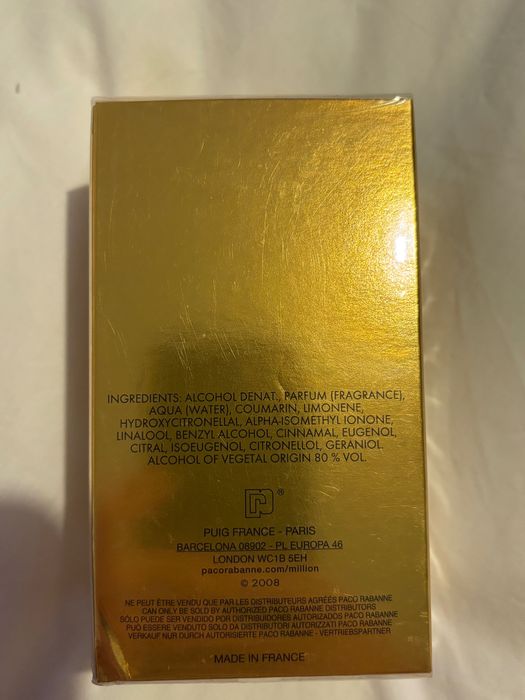 INGREDIENTS: ALCOHOL DENAT., PARFUM (FRAGRANCE),
AQUA (WATER), COUMARIN, LIMONENE,
HYDROXYCITRONELLAL, ALPHA-ISOMETHYL IONONE,
LINALOOL, BENZYL ALCOHOL, CINNAMAL, EUGENOL,
CITRAL, ISOEUGENOL, CITRONELLOL, GERANIOL.
ALCOHOL OF VEGETAL ORIGIN 80 % VOL.
®
PUIG FRANCE - PARIS
BARCELONA 08902 - PL EUROPA 46
LONDON WC1B 5EH
pacorabanne.com/million
© 2008
NE PEUT ÊTRE VENDU QUE PAR LES DISTRIBUTEURS AGRÉÉS PACO RABANNE
CAN ONLY BE SOLD BY AUTHORIZED PACO RABANNE DISTRIBUTORS
SÓLO PUEDE SER VENDIDO POR DISTRIBUIDORES AUTORIZADOS PACO RABANNE
PUÒ ESSERE VENDUTO SOLO DA DISTRIBUTORI AUTORIZZATI PACO RABANNE
VERKAUF NUR DURCH AUTORISIERTE PACO RABANNE - VERTRIEBSPARTNER
MADE IN FRANCE